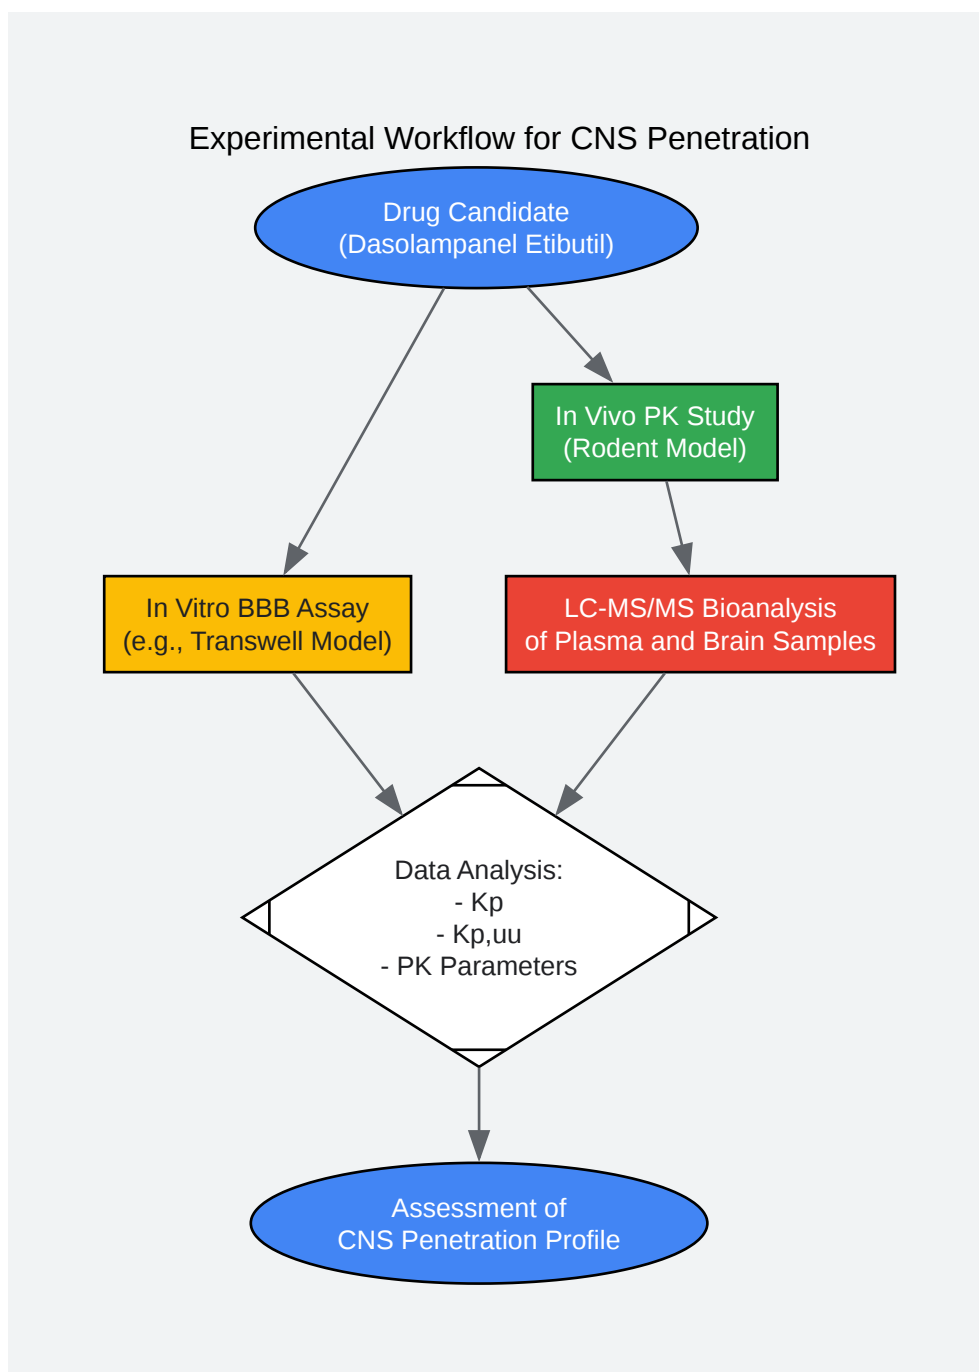 Experimental Workflow for CNS Penetration
Drug Candidate
(Dasolampanel Etibutil)
In Vivo PK Study
(Rodent Model)
In Vitro BBB Assay
(e.g., Transwell Model)
LC-MS/MS Bioanalysis
of Plasma and Brain Samples
Data Analysis:
- Kp
- Kp,uu
- PK Parameters
Assessment of
CNS Penetration Profile